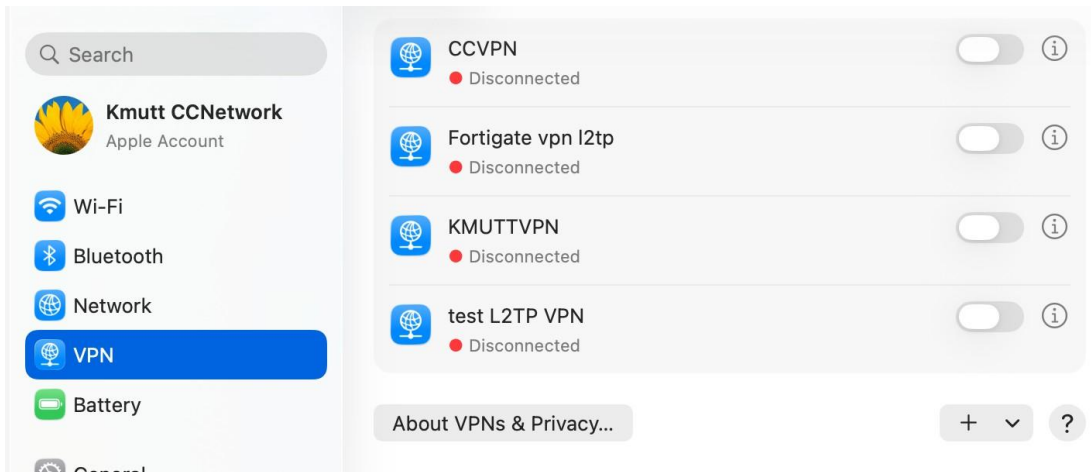 Search
Kmutt CCNetwork
Apple Account
Wi-Fi
Bluetooth
Network
VPN
Battery
General
CCVPN
Disconnected
Fortigate vpn l2tp
Disconnected
KMUTTVPN
Disconnected
test L2TP VPN
Disconnected
About VPNs & Privacy...
+
?